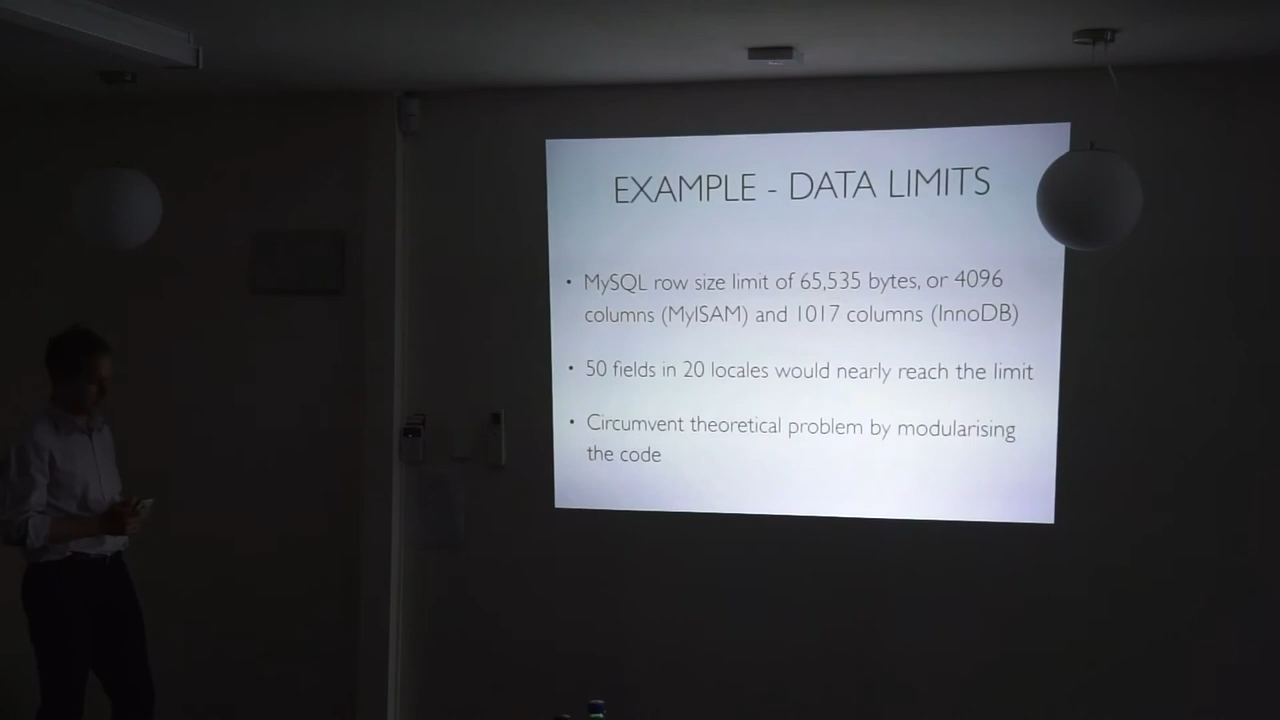 EXAMPLE - DATA LIMITS
• MySQL row size limit of 65,535 bytes, or 4096
columns (MyISAM) and 1017 columns (InnoDB)
• 50 fields in 20 locales would nearly reach the limit
• Circumvent theoretical problem by modularising
the code